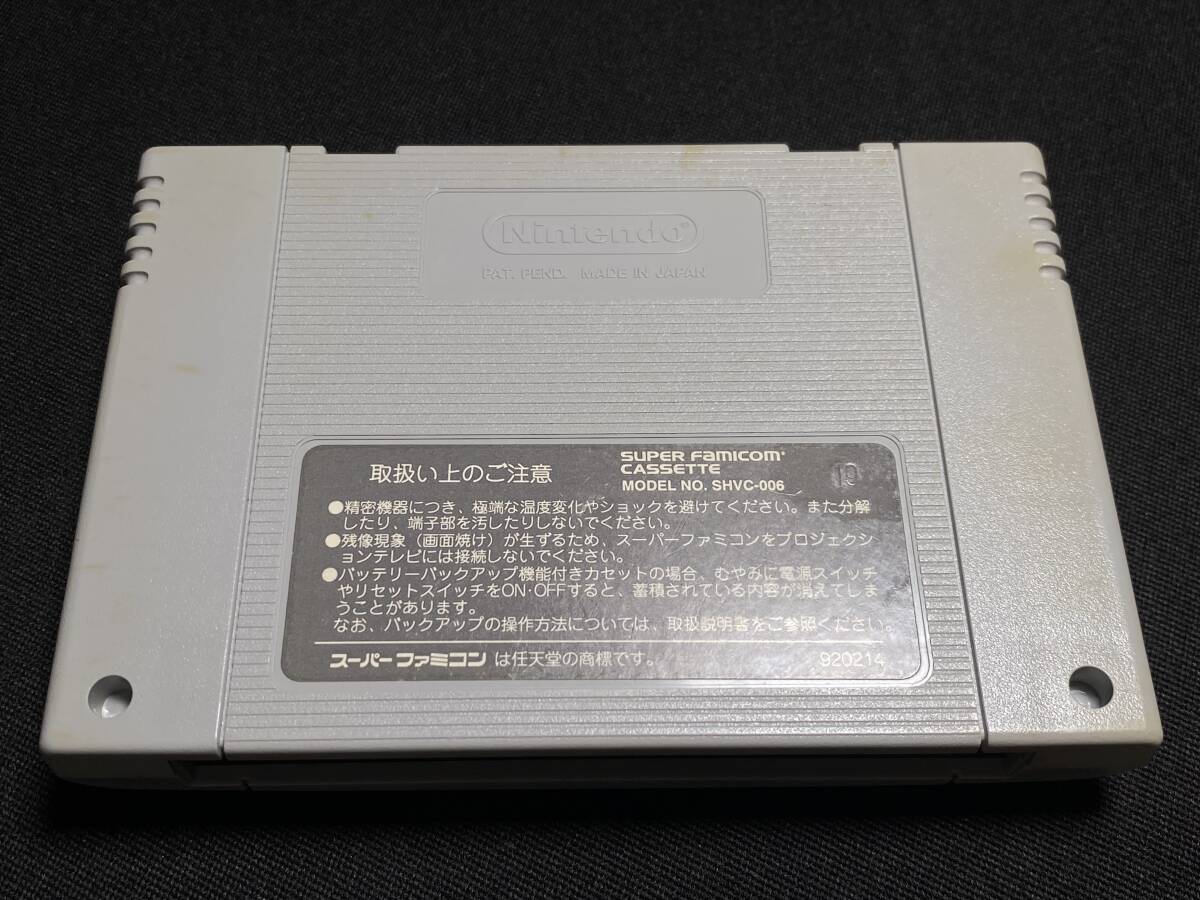 Nintendo®
PAT. PEND. MADE IN JAPAN
取扱い上のご注意
SUPER FAMICOM®
CASSETTE
MODEL NO. SHVC-006
19
●精密機器につき、極端な温度変化やショックを避けてください。また分解
したり、端子部を汚したりしないでください。
●残像現象（画面焼け）が生ずるため、スーパーファミコンをプロジェクシ
ョンテレビには接続しないでください。
●バッテリーバックアップ機能付きカセットの場合、むやみに電源スイッチ
やリセットスイッチをON·OFFすると、蓄積されている内容が消えてしま
うことがあります。
なお、バックアップの操作方法については、取扱説明書をご参照ください。
スーパーファミコン は任天堂の商標です。
920214